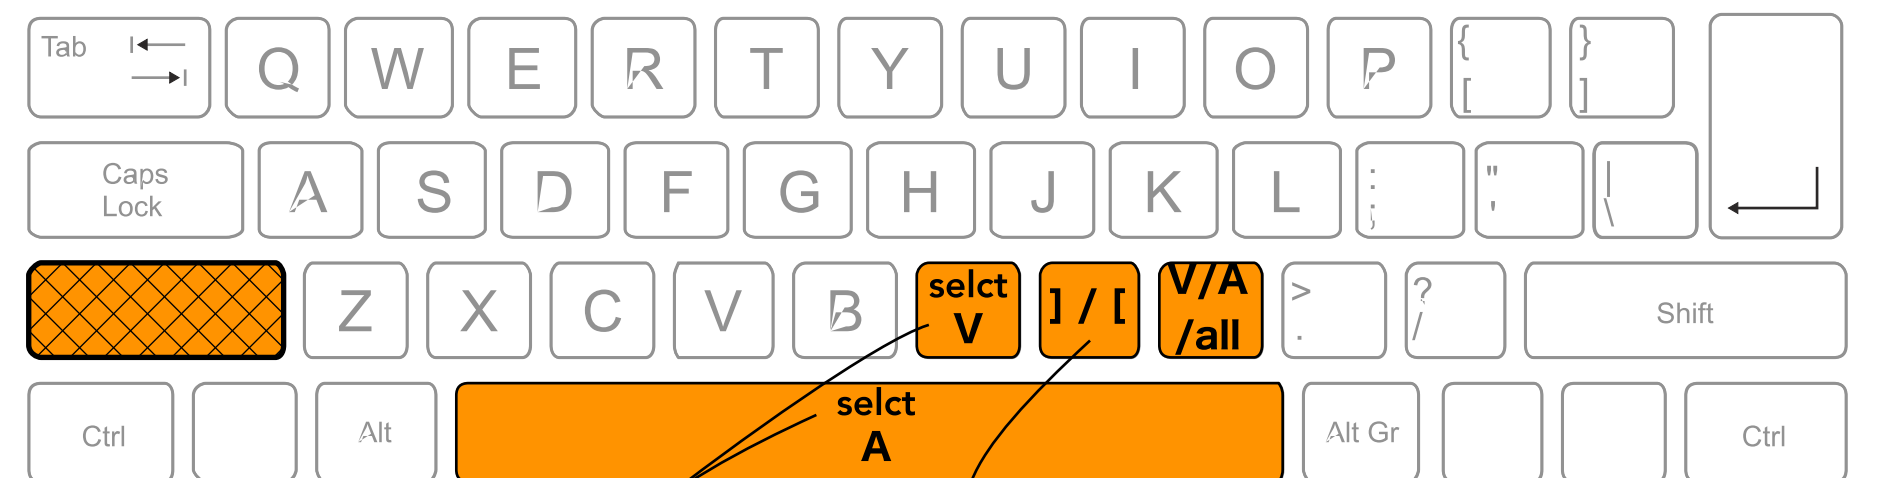 Tab Q W E R T Y U I O P { }
[ ]
Caps
Lock A S D F G H J K L : " |
; ' \
Z X C V B selct ] / [ V/A > ? Shift
V /all . /
Ctrl Alt selct Alt Gr Ctrl
A